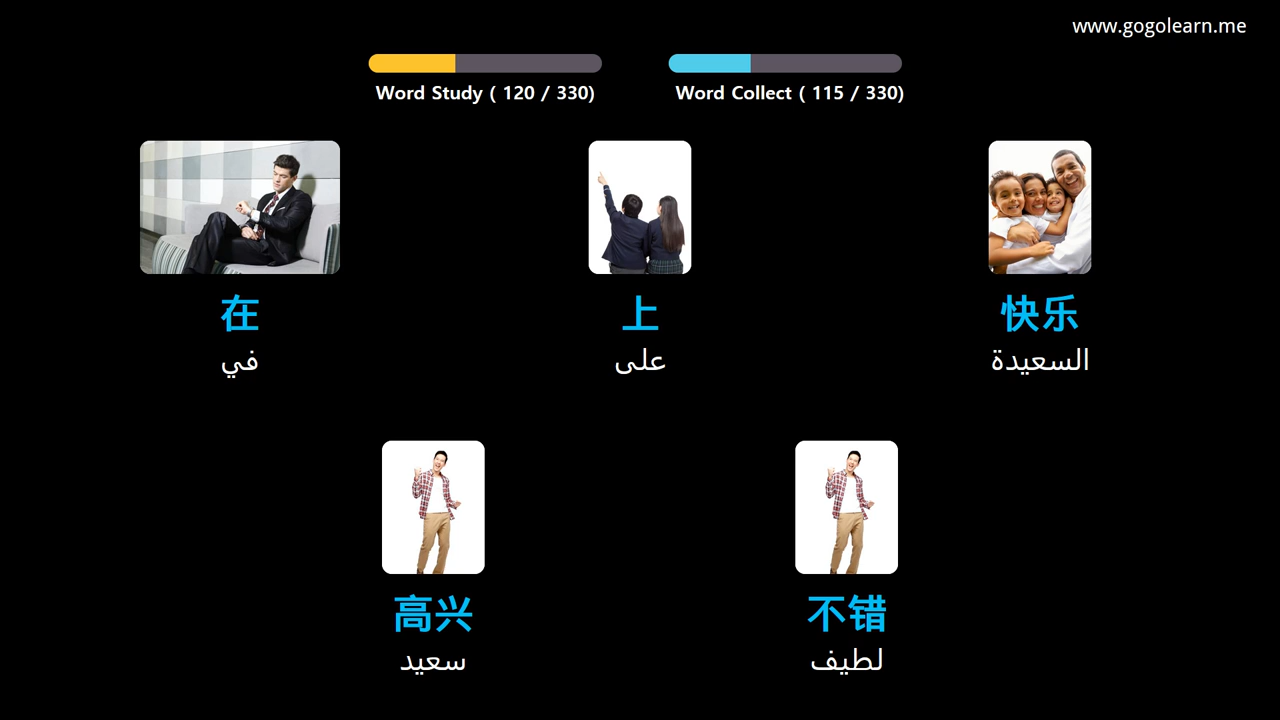 www.gogolearn.me
Word Study ( 120 / 330)
Word Collect ( 115 / 330)
在
في
上
على
快乐
السعيدة
高兴
سعيد
不错
لطيف